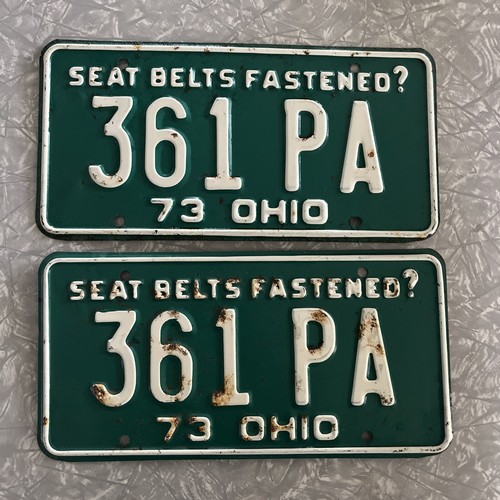 SEAT BELTS FASTENED?
361 PA
73 OHIO
SEAT BELTS FASTENED?
361 PA
73 OHIO